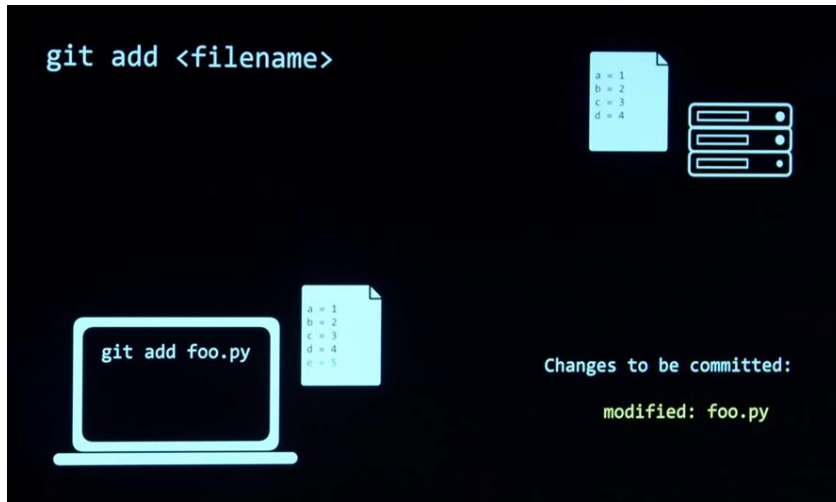 git add <filename>
a = 1
b = 2
c = 3
d = 4
git add foo.py
a = 1
b = 2
c = 3
d = 4
e = 5
Changes to be committed:
modified: foo.py